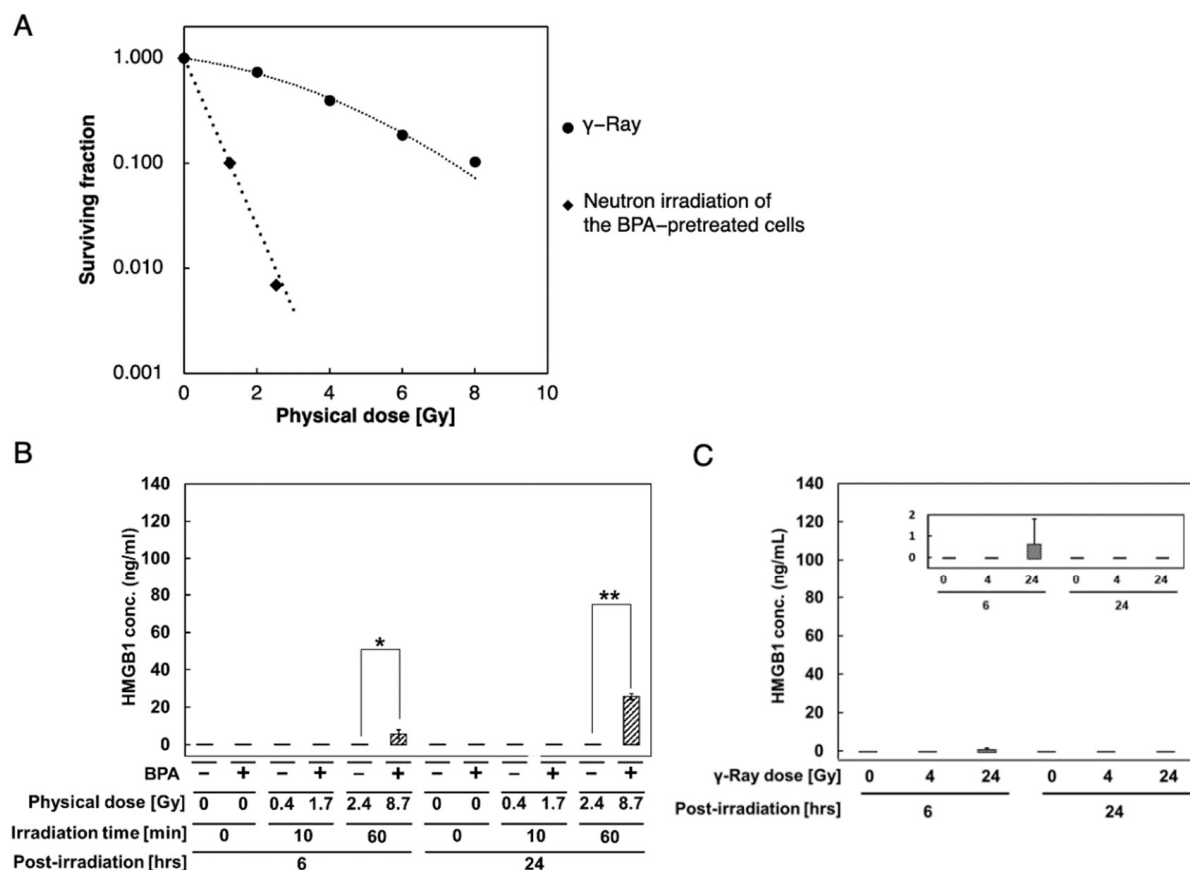 A
1.000
0.100
0.010
0.001
Surviving fraction
0 2 4 6 8 10
Physical dose [Gy]
γ-Ray
Neutron irradiation of
the BPA-pretreated cells
B
140
120
100
80
60
40
20
0
HMGB1 conc. (ng/ml)
*
**
BPA – + – + – + – + – + – +
Physical dose [Gy] 0 0 0.4 1.7 2.4 8.7 0 0 0.4 1.7 2.4 8.7
Irradiation time [min] 0 10 60 0 10 60
Post-irradiation [hrs] 6 24
C
140
120
100
80
60
40
20
0
HMGB1 conc. (ng/mL)
2
1
0
0 4 24 0 4 24
6 24
γ-Ray dose [Gy] 0 4 24 0 4 24
Post-irradiation [hrs] 6 24